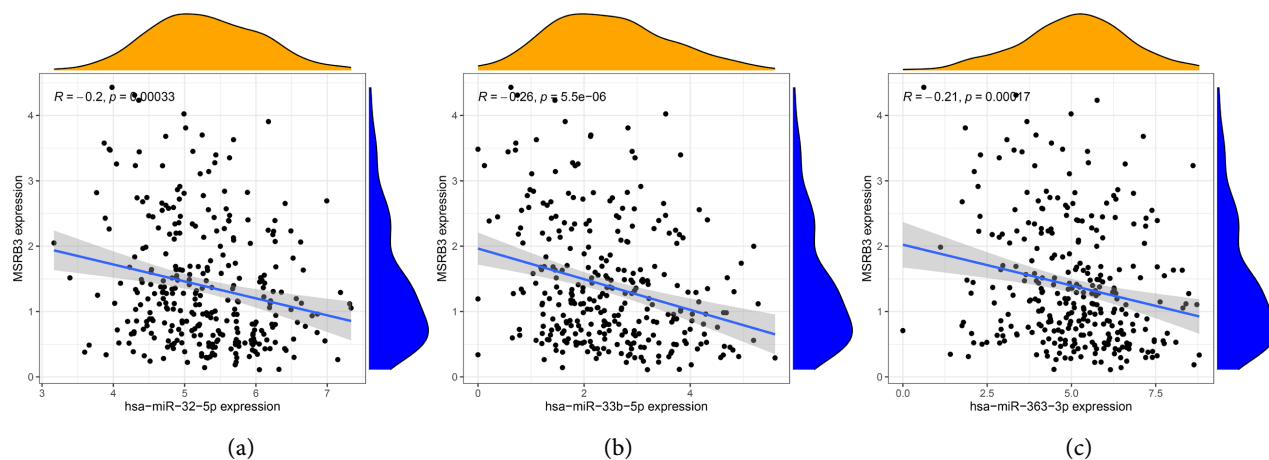 R = −0.2, p = 0.00033
4
3
2
1
0
MSRB3 expression
3 4 5 6 7
hsa−miR−32−5p expression
(a)
R = −0.26, p = 5.5e−06
4
3
2
1
0
MSRB3 expression
0 2 4
hsa−miR−33b−5p expression
(b)
R = −0.21, p = 0.00017
4
3
2
1
0
MSRB3 expression
0.0 2.5 5.0 7.5
hsa−miR−363−3p expression
(c)